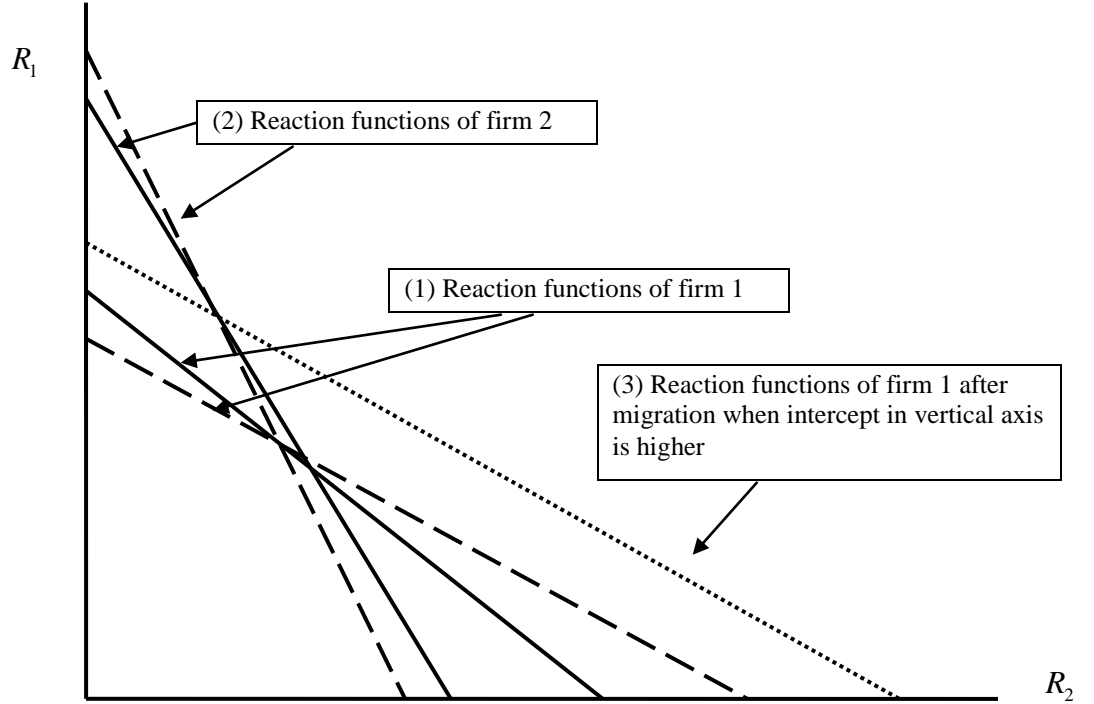 R1
(2) Reaction functions of firm 2
(1) Reaction functions of firm 1
(3) Reaction functions of firm 1 after
migration when intercept in vertical axis
is higher
R2